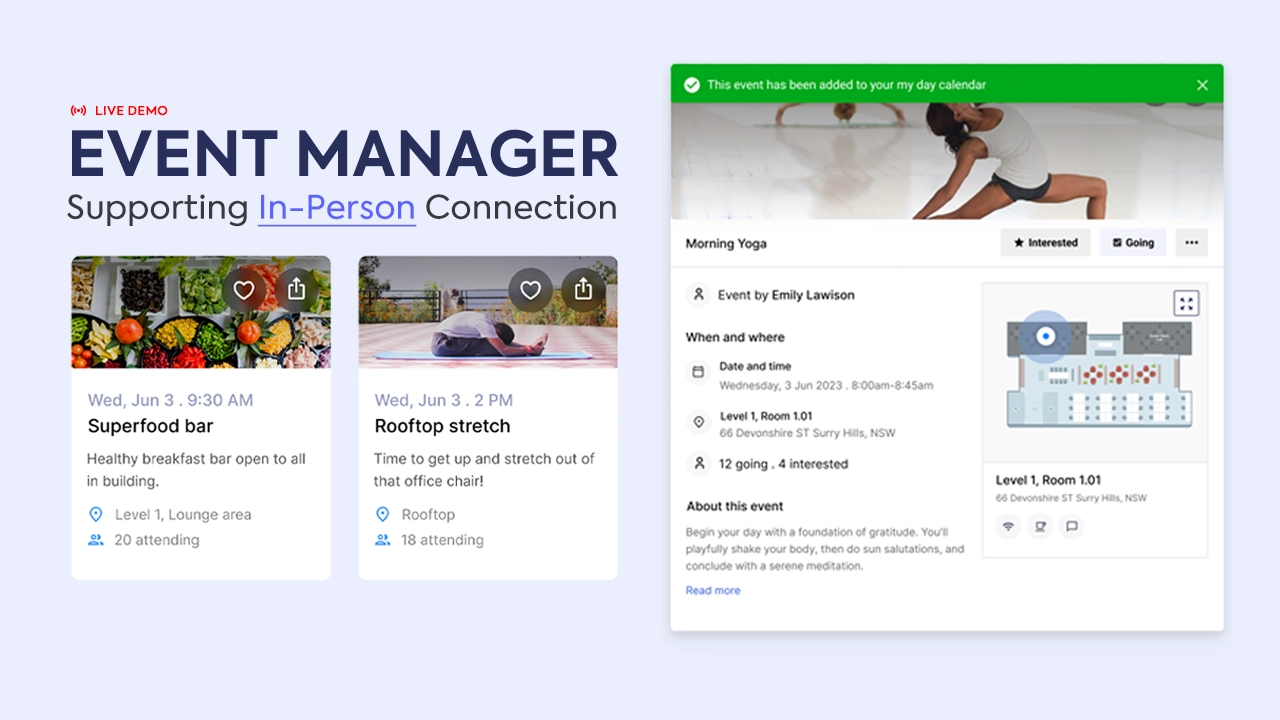 LIVE DEMO
EVENT MANAGER
Supporting In-Person Connection
Wed, Jun 3 . 9:30 AM
Superfood bar
Healthy breakfast bar open to all
in building.
Level 1, Lounge area
20 attending
Wed, Jun 3 . 2 PM
Rooftop stretch
Time to get up and stretch out of
that office chair!
Rooftop
18 attending
This event has been added to your my day calendar
Morning Yoga
Interested
Going
Event by Emily Lawison
When and where
Date and time
Wednesday, 3 Jun 2023 . 8:00am-8:45am
Level 1, Room 1.01
66 Devonshire ST Surry Hills, NSW
12 going . 4 interested
About this event
Begin your day with a foundation of gratitude. You'll
playfully shake your body, then do sun salutations, and
conclude with a serene meditation.
Read more
Level 1, Room 1.01
66 Devonshire ST Surry Hills, NSW